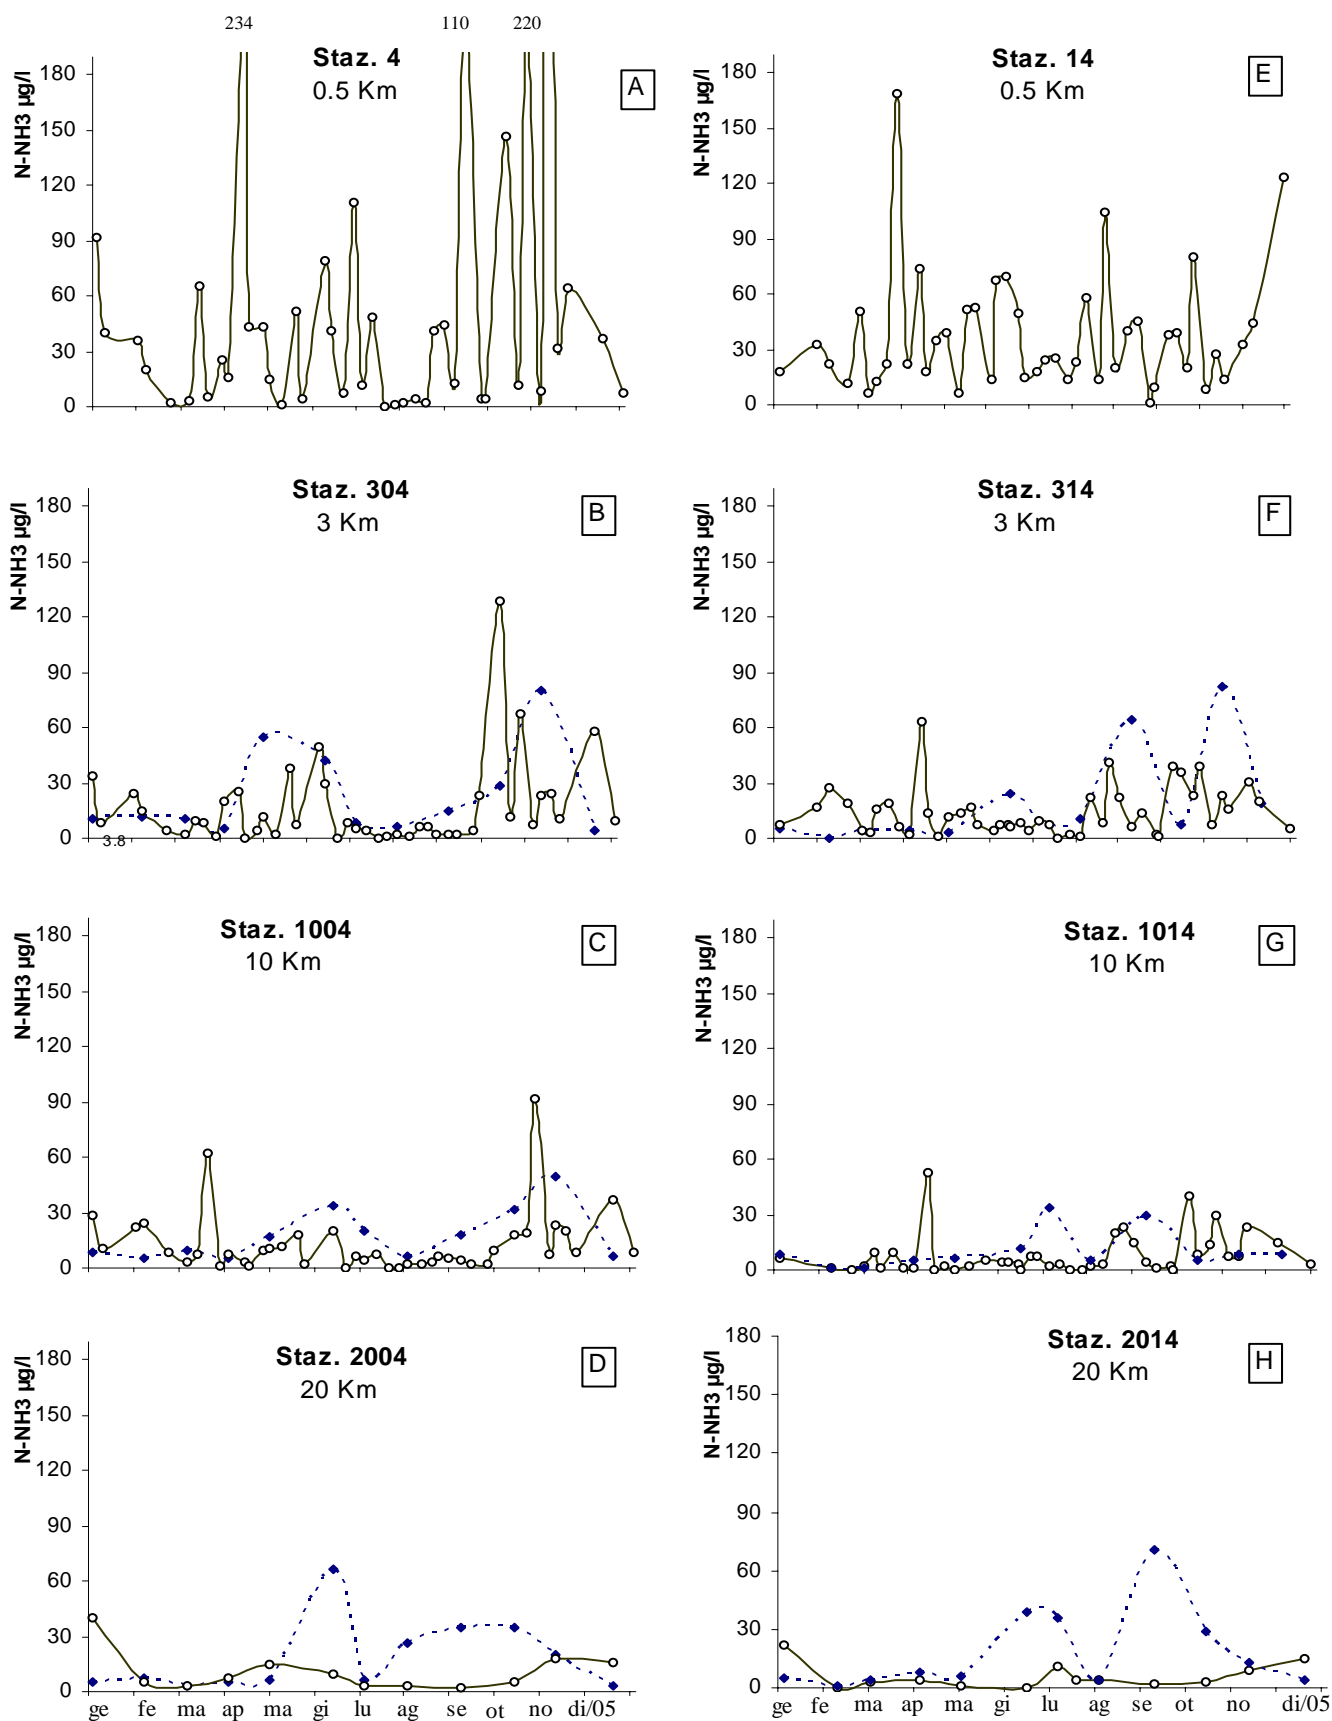 234 110 220
Staz. 4
0.5 Km
A
N-NH3 µg/l
180
150
120
90
60
30
0
Staz. 14
0.5 Km
E
N-NH3 µg/l
180
150
120
90
60
30
0
Staz. 304
3 Km
B
N-NH3 µg/l
180
150
120
90
60
30
0
3.8
Staz. 314
3 Km
F
N-NH3 µg/l
180
150
120
90
60
30
0
Staz. 1004
10 Km
C
N-NH3 µg/l
180
150
120
90
60
30
0
Staz. 1014
10 Km
G
N-NH3 µg/l
180
150
120
90
60
30
0
Staz. 2004
20 Km
D
N-NH3 µg/l
180
150
120
90
60
30
0
ge fe ma ap ma gi lu ag se ot no di/05
Staz. 2014
20 Km
H
N-NH3 µg/l
180
150
120
90
60
30
0
ge fe ma ap ma gi lu ag se ot no di/05